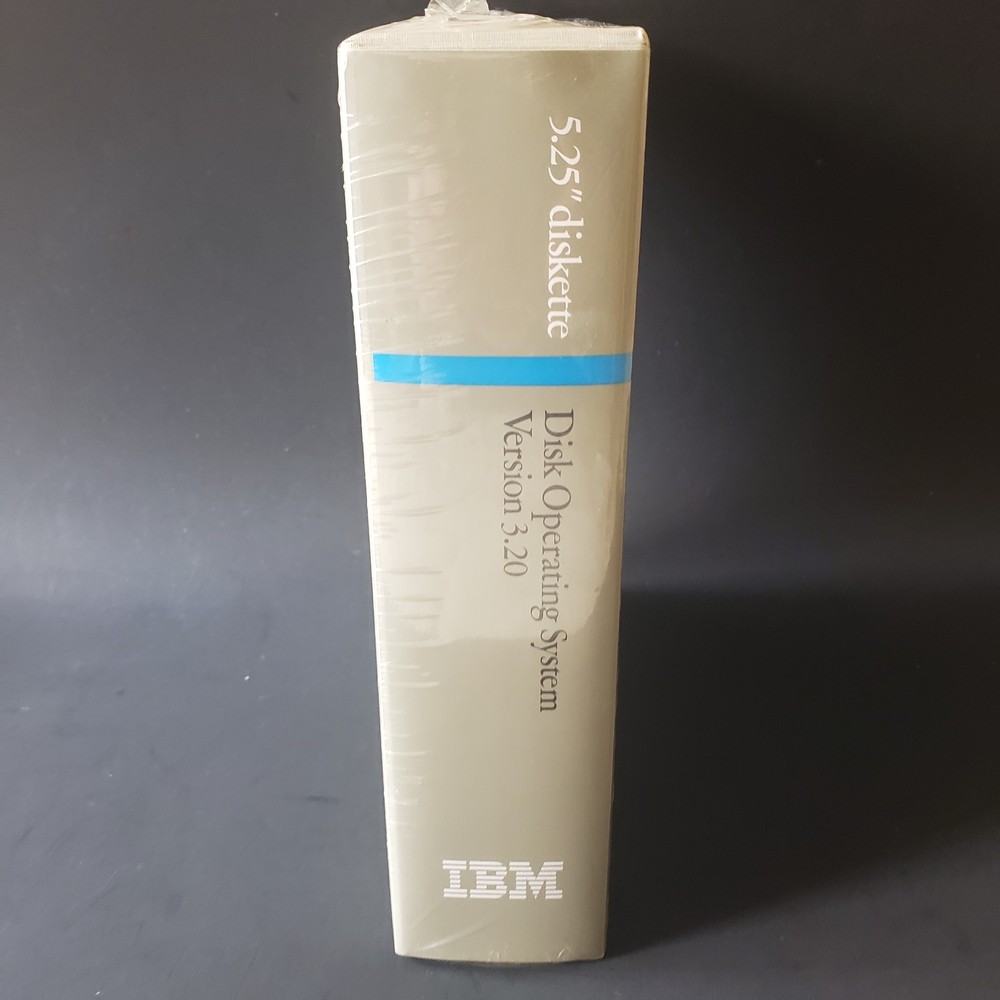 5.25" diskette
Disk Operating System
Version 3.20
IBM